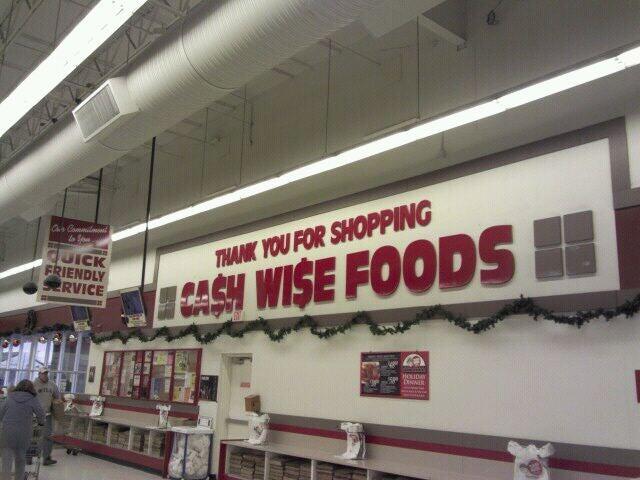 THANK YOU FOR SHOPPING
CA$H WI$E FOODS
Our Commitment
to You
QUICK
FRIENDLY
SERVICE
HOLIDAY
DINNER